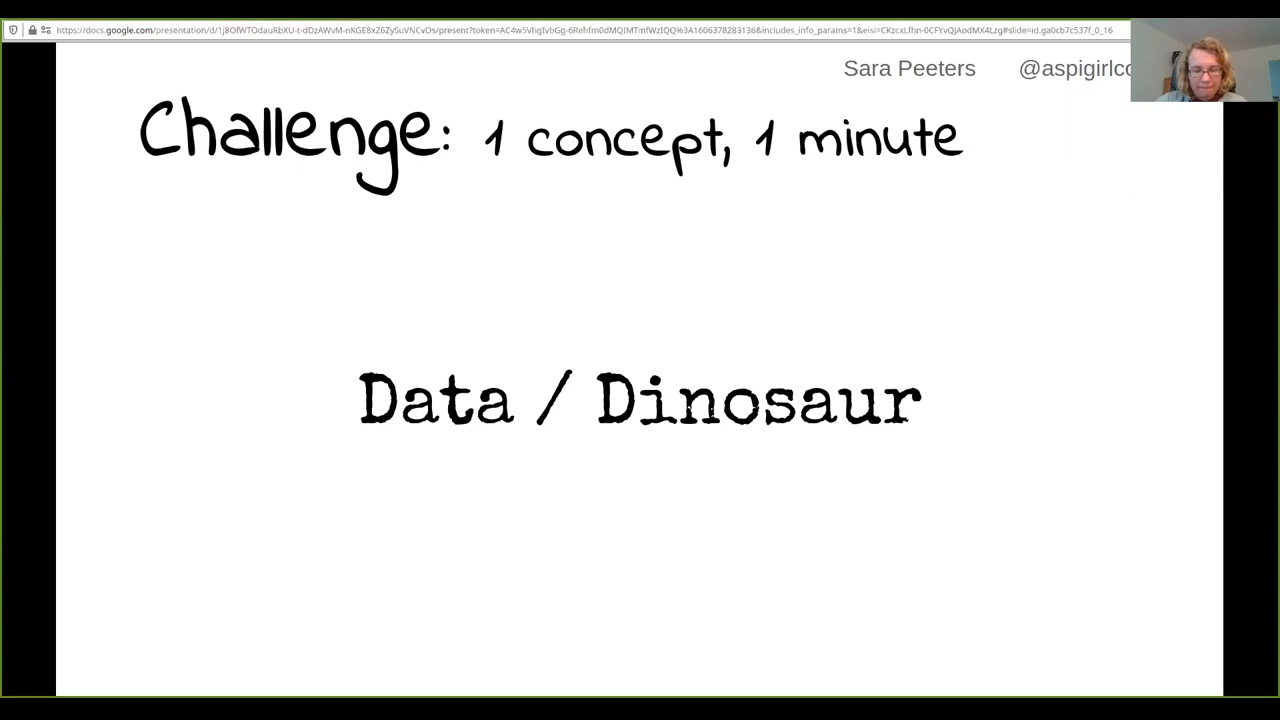 Sara Peeters @aspigirlc
Challenge: 1 concept, 1 minute
Data / Dinosaur